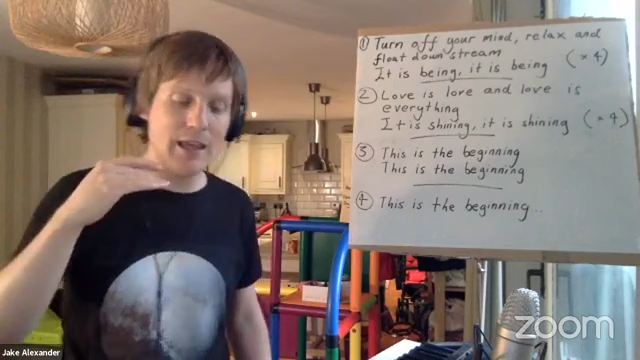 ① Turn off your mind, relax and
float down stream
It is being, it is being (×4)
② Love is love and love is
everything
It is shining, it is shining (×4)
③ This is the beginning
This is the beginning
④ This is the beginning...
Jake Alexander
zoom